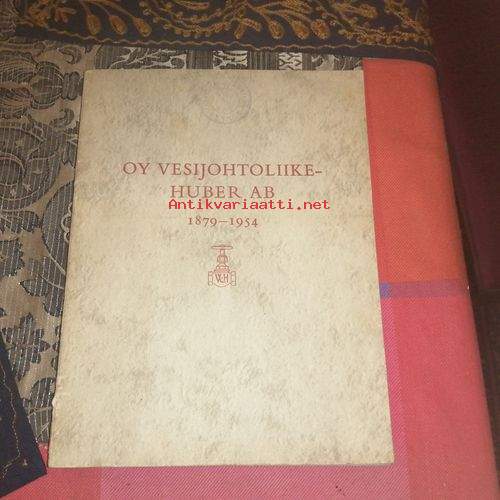 OY VESIJOHTOLIIKE-
HUBER AB
Antikvariaatti.net
1879–1954
VH